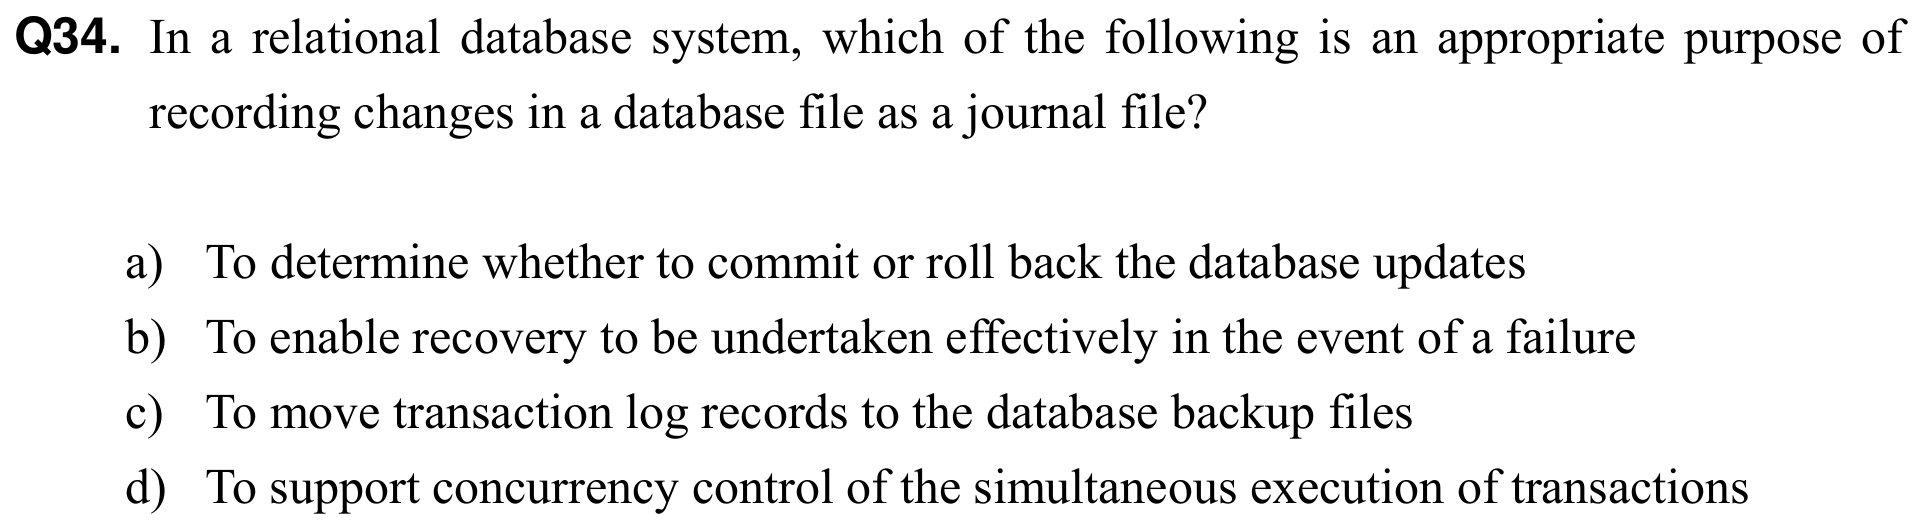 Q34. In a relational database system, which of the following is an appropriate purpose of
recording changes in a database file as a journal file?
a) To determine whether to commit or roll back the database updates
b) To enable recovery to be undertaken effectively in the event of a failure
c) To move transaction log records to the database backup files
d) To support concurrency control of the simultaneous execution of transactions